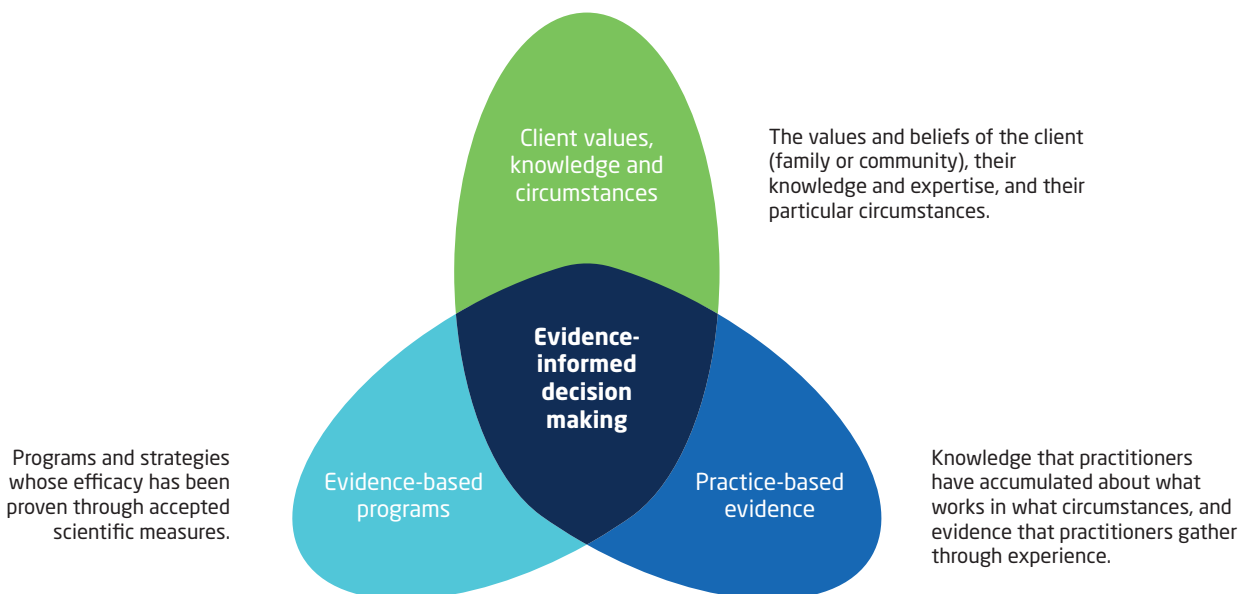 Client values,
knowledge and
circumstances
The values and beliefs of the client
(family or community), their
knowledge and expertise, and their
particular circumstances.
Evidence-
informed
decision
making
Programs and strategies
whose efficacy has been
proven through accepted
scientific measures.
Evidence-based
programs
Practice-based
evidence
Knowledge that practitioners
have accumulated about what
works in what circumstances, and
evidence that practitioners gather
through experience.